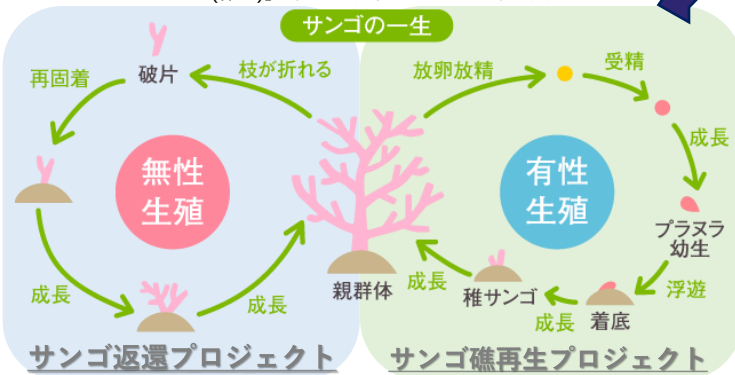 サンゴの一生
破片
枝が折れる
再固着
無性
生殖
成長
成長
サンゴ返還プロジェクト
親群体
放卵放精
受精
成長
プラヌラ
幼生
浮遊
着底
成長
稚サンゴ
成長
有性
生殖
サンゴ礁再生プロジェクト